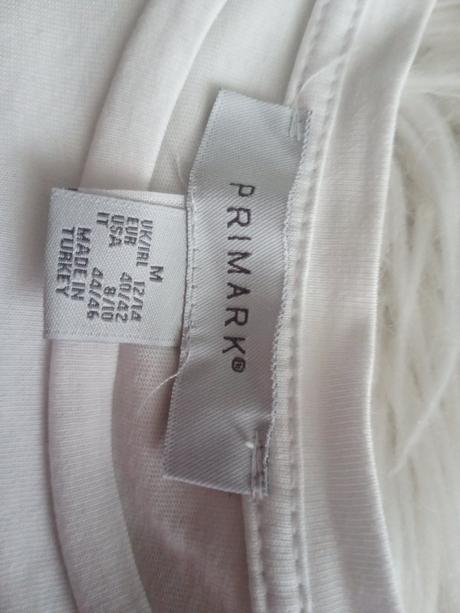 PRIMARK®
M
UK/IRL 12/14
EUR 40/42
USA 8/10
IT 44/46
MADE IN
TURKEY